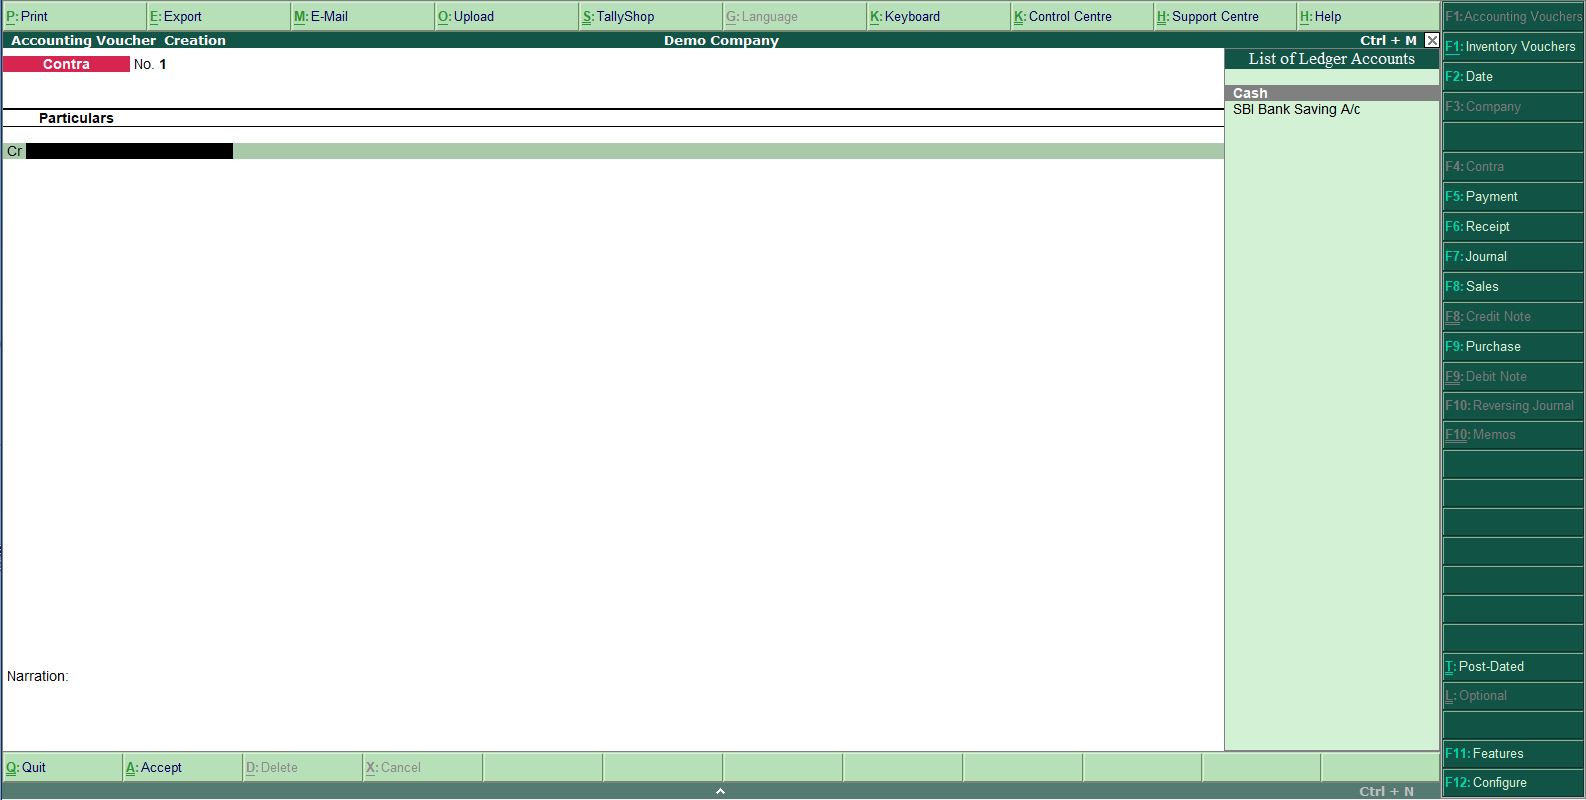 P: Print E: Export M: E-Mail O: Upload S: TallyShop G: Language K: Keyboard K: Control Centre H: Support Centre H: Help
Accounting Voucher Creation Demo Company Ctrl + M
Contra No. 1
Particulars
Cr
Narration:
List of Ledger Accounts
Cash
SBI Bank Saving A/c
F1: Accounting Vouchers
F1: Inventory Vouchers
F2: Date
F3: Company
F4: Contra
F5: Payment
F6: Receipt
F7: Journal
F8: Sales
F8: Credit Note
F9: Purchase
F9: Debit Note
F10: Reversing Journal
F10: Memos
T: Post-Dated
L: Optional
F11: Features
F12: Configure
Q: Quit A: Accept D: Delete X: Cancel
Ctrl + N